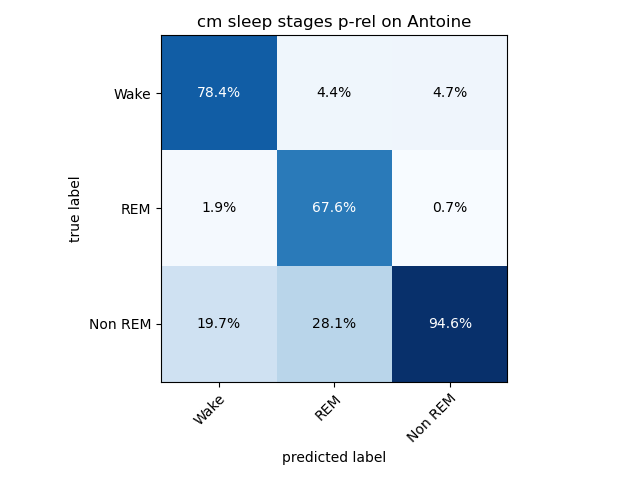 cm sleep stages p-rel on Antoine
Wake 78.4% 4.4% 4.7%
REM 1.9% 67.6% 0.7%
Non REM 19.7% 28.1% 94.6%
true label
Wake REM Non REM
predicted label